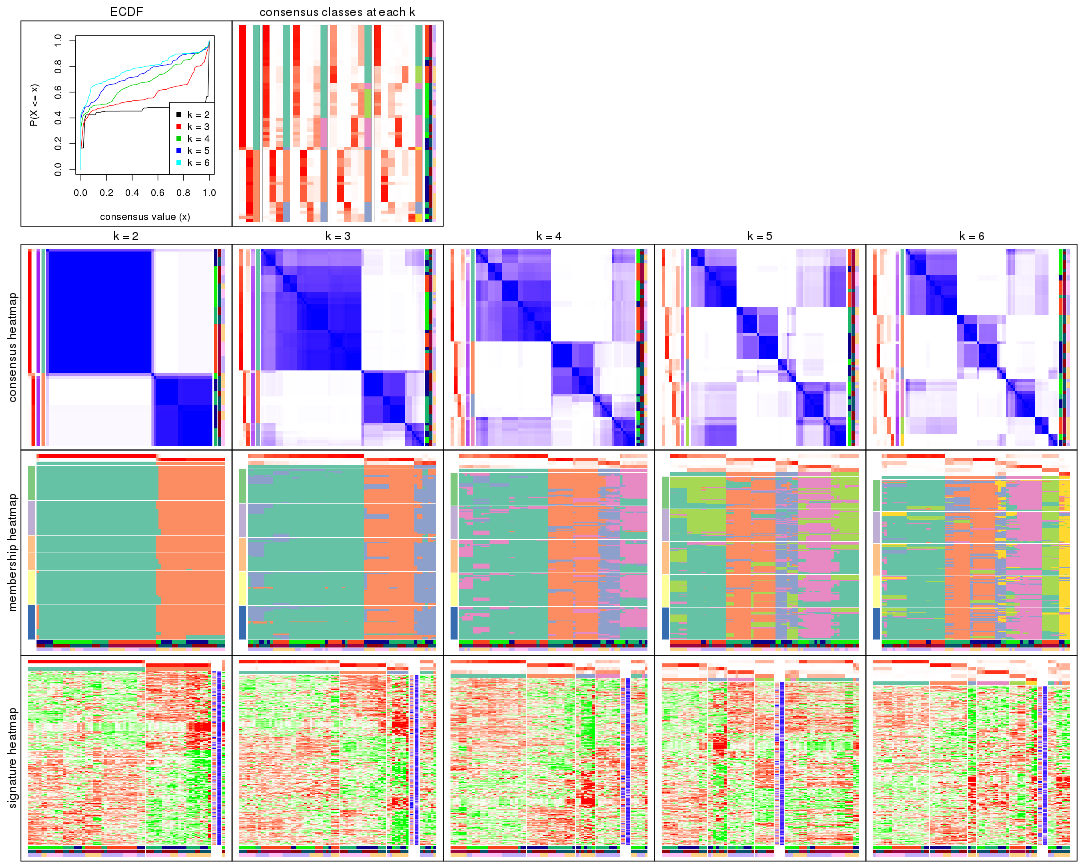 ECDF
consensus classes at each k
P(X <= x)
1.0
0.8
0.6
0.4
0.2
0.0
k = 2
k = 3
k = 4
k = 5
k = 6
0.0 0.2 0.4 0.6 0.8 1.0
consensus value (x)
k = 2
k = 3
k = 4
k = 5
k = 6
consensus heatmap
membership heatmap
signature heatmap